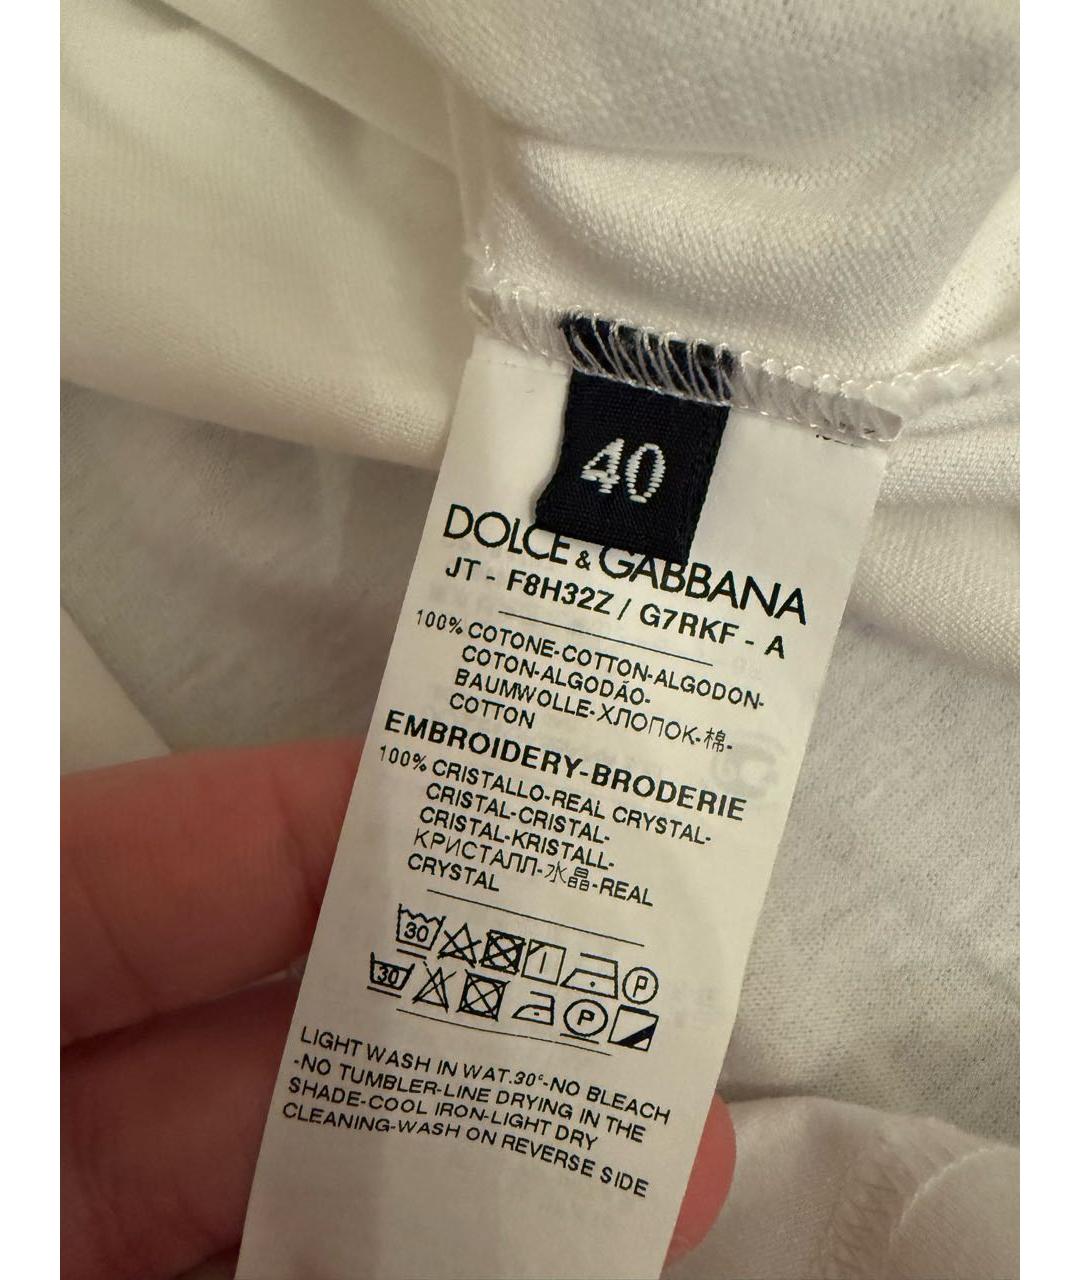 40
DOLCE & GABBANA
JT - F8H32Z / G7RKF - A
100% COTONE-COTTON-ALGODON-
COTON-ALGODÃO-
BAUMWOLLE-ХЛОПОК-棉-
COTTON
EMBROIDERY-BRODERIE
100% CRISTALLO-REAL CRYSTAL-
CRISTAL-CRISTAL-
CRISTAL-KRISTALL-
КРИСТАЛЛ-水晶-REAL
CRYSTAL
30 P
30 P
LIGHT WASH IN WAT.30°-NO BLEACH
-NO TUMBLER-LINE DRYING IN THE
SHADE-COOL IRON-LIGHT DRY
CLEANING-WASH ON REVERSE SIDE